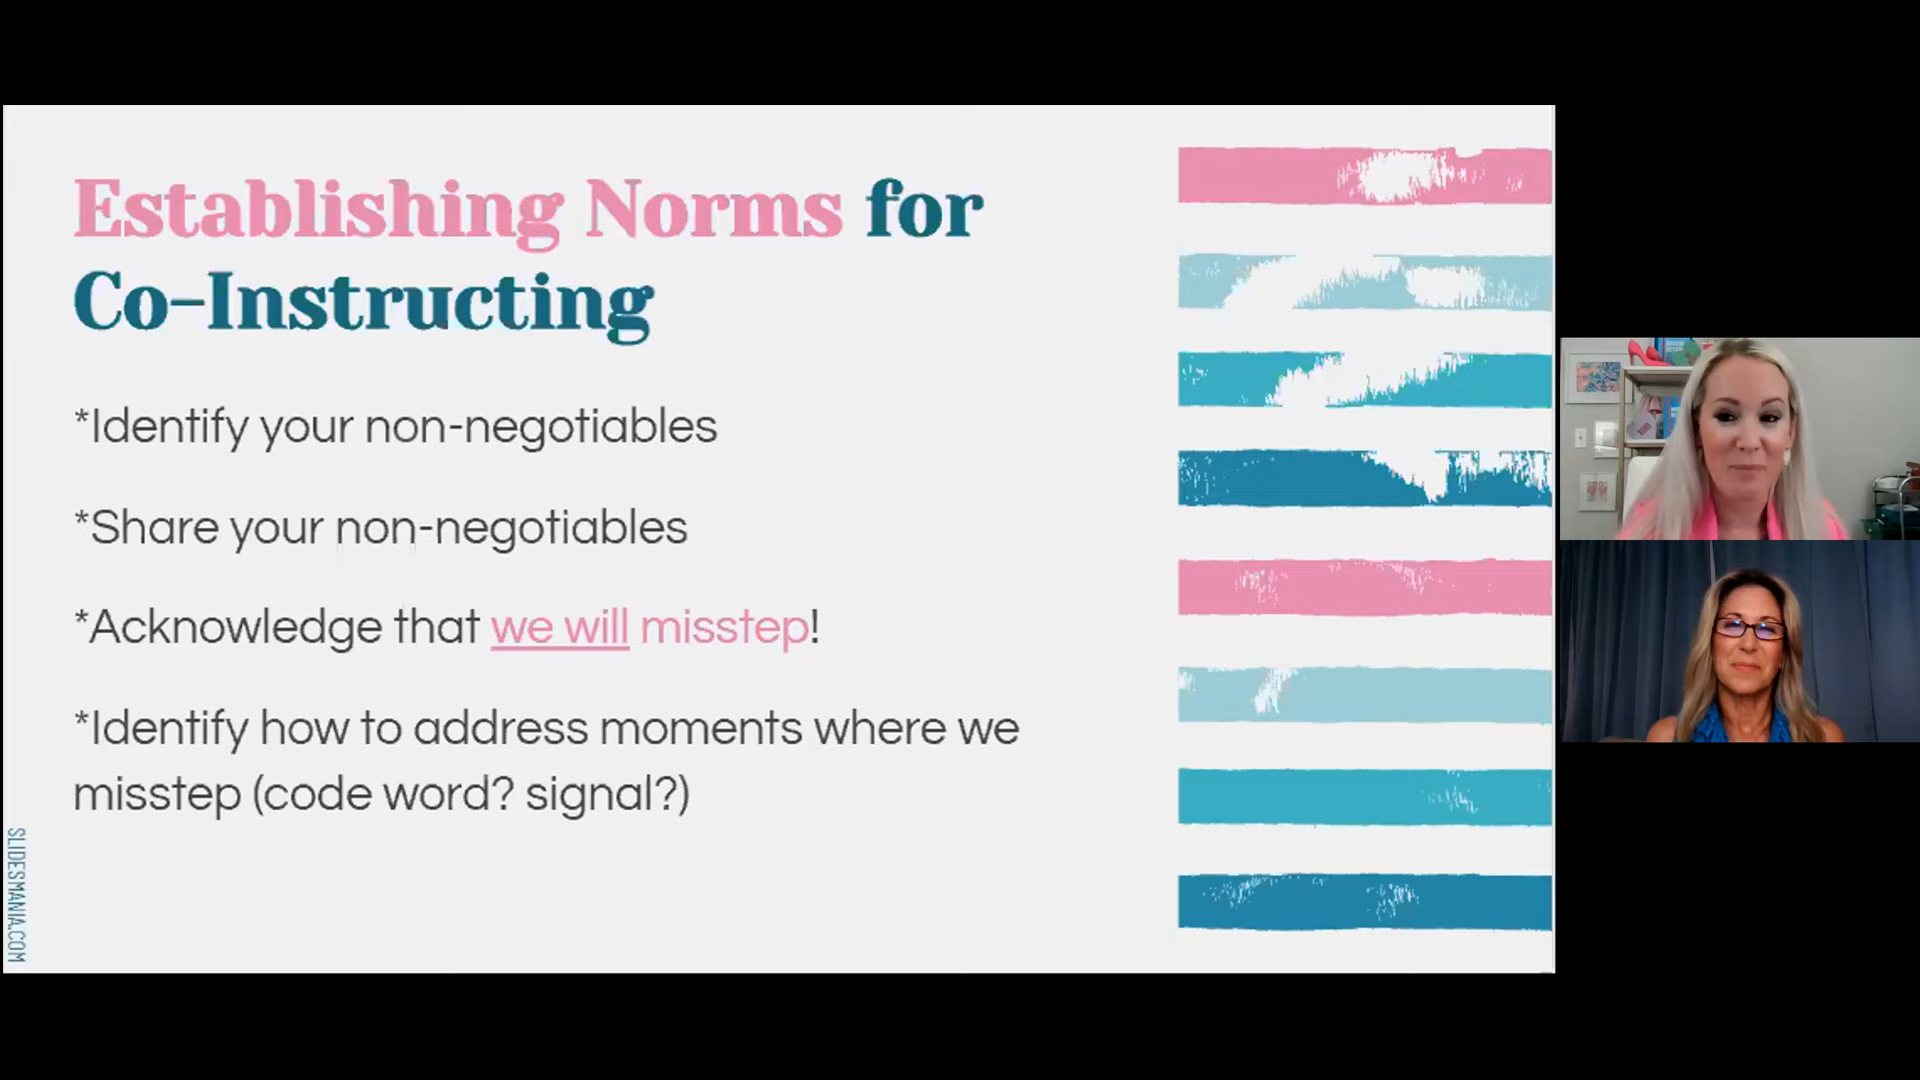 Establishing Norms for
Co-Instructing
*Identify your non-negotiables
*Share your non-negotiables
*Acknowledge that we will misstep!
*Identify how to address moments where we
misstep (code word? signal?)
SLIDESMANIA.COM